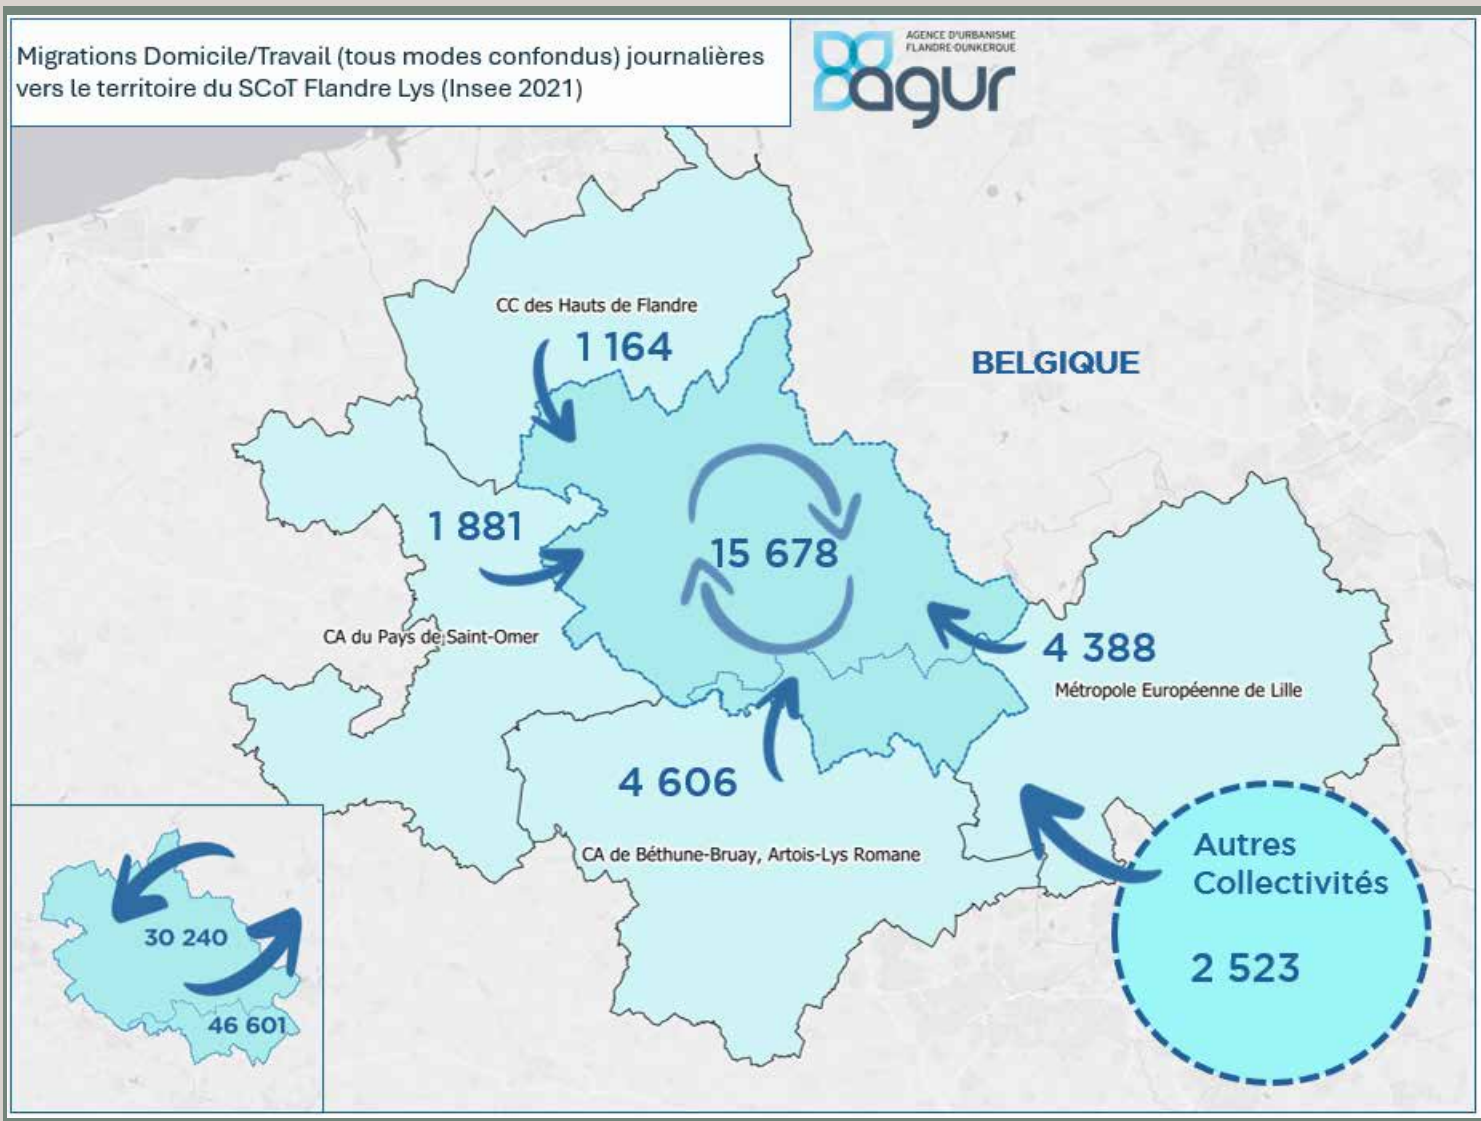 Migrations Domicile/Travail (tous modes confondus) journalières
vers le territoire du SCoT Flandre Lys (Insee 2021)
AGENCE D'URBANISME
FLANDRE-DUNKERQUE
agur
CC des Hauts de Flandre
1 164
BELGIQUE
1 881
15 678
CA du Pays de Saint-Omer
4 388
Métropole Européenne de Lille
4 606
CA de Béthune-Bruay, Artois-Lys Romane
Autres
Collectivités
2 523
30 240
46 601